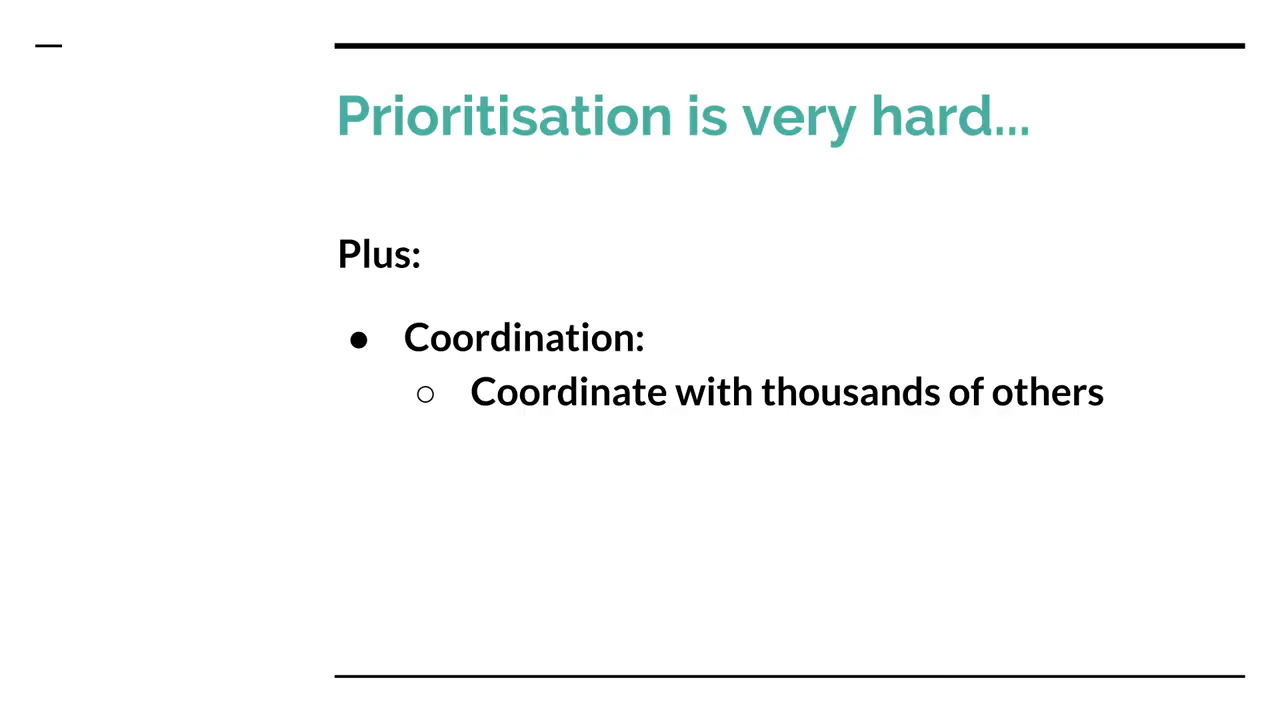 Prioritisation is very hard...
Plus:
● Coordination:
○ Coordinate with thousands of others